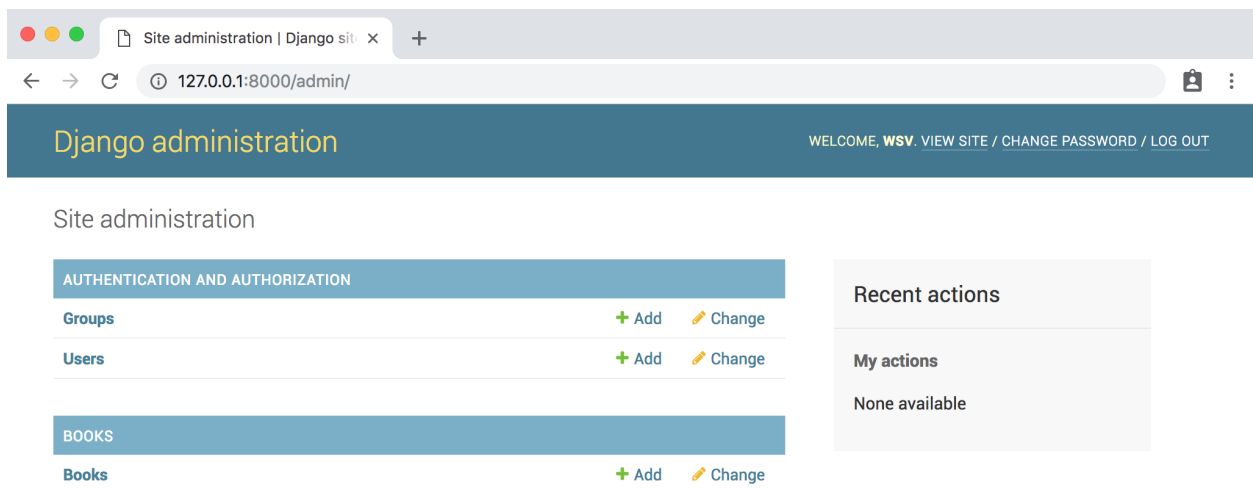 Site administration | Django sit
127.0.0.1:8000/admin/
Django administration
WELCOME, WSV. VIEW SITE / CHANGE PASSWORD / LOG OUT
Site administration
AUTHENTICATION AND AUTHORIZATION
Groups Add Change
Users Add Change
BOOKS
Books Add Change
Recent actions
My actions
None available